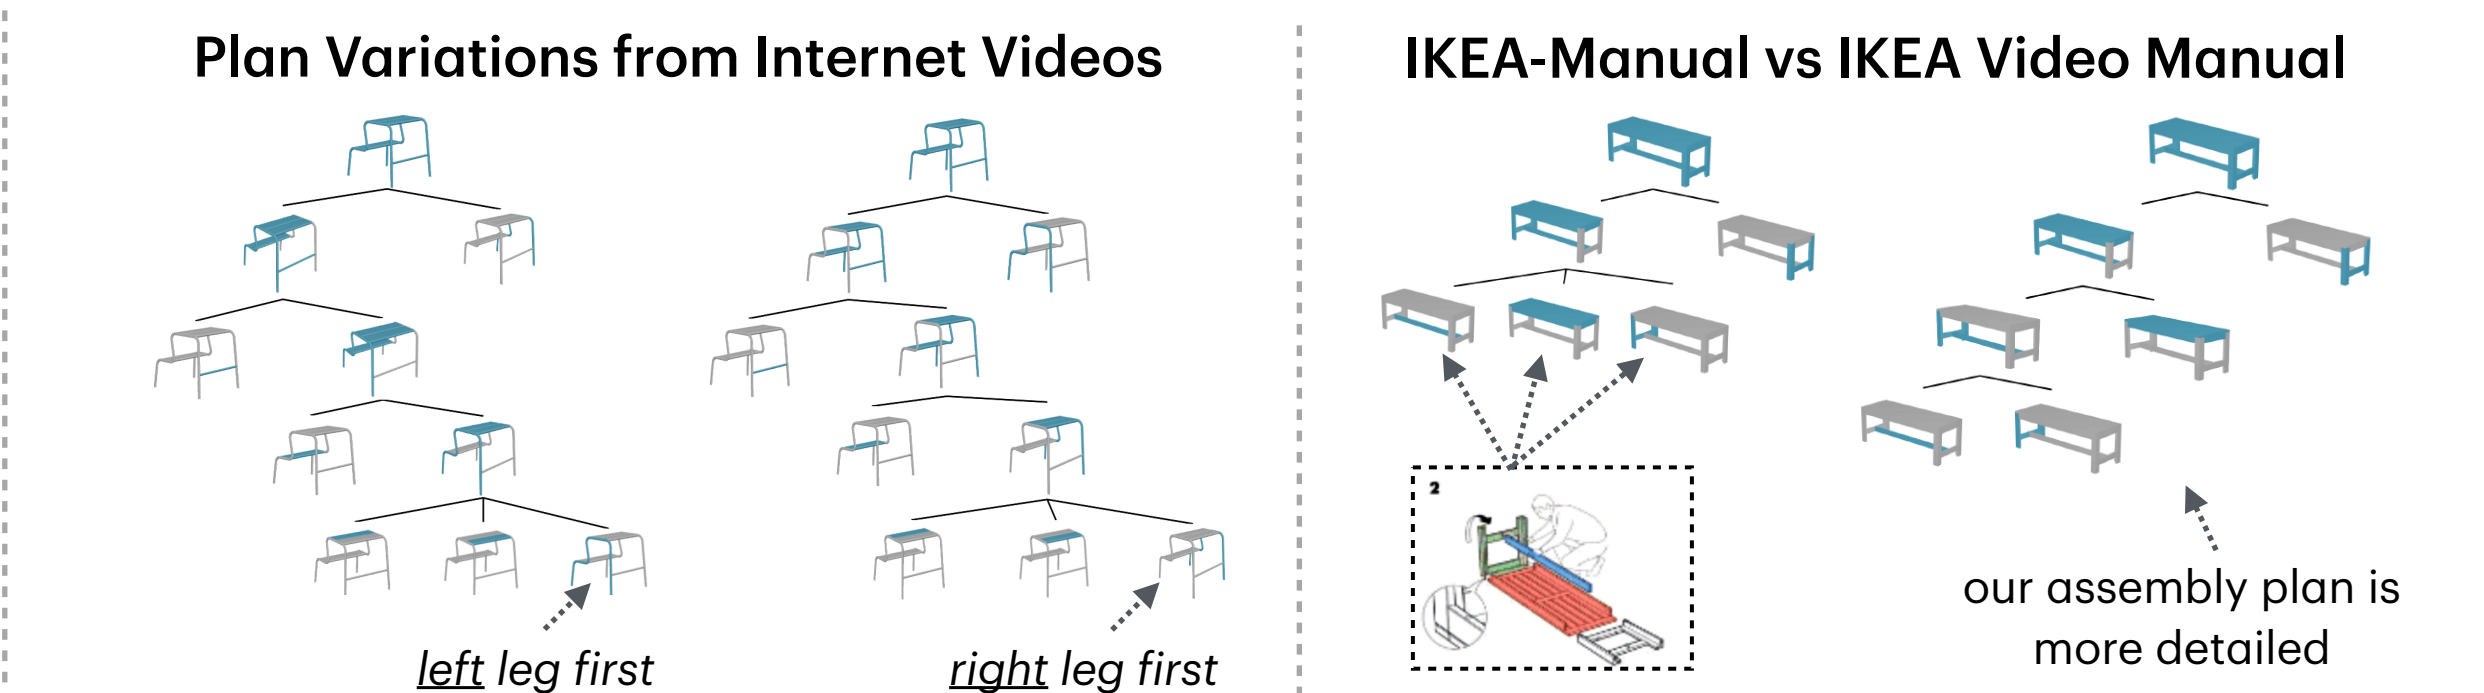 Plan Variations from Internet Videos
left leg first
right leg first
IKEA-Manual vs IKEA Video Manual
2
our assembly plan is
more detailed